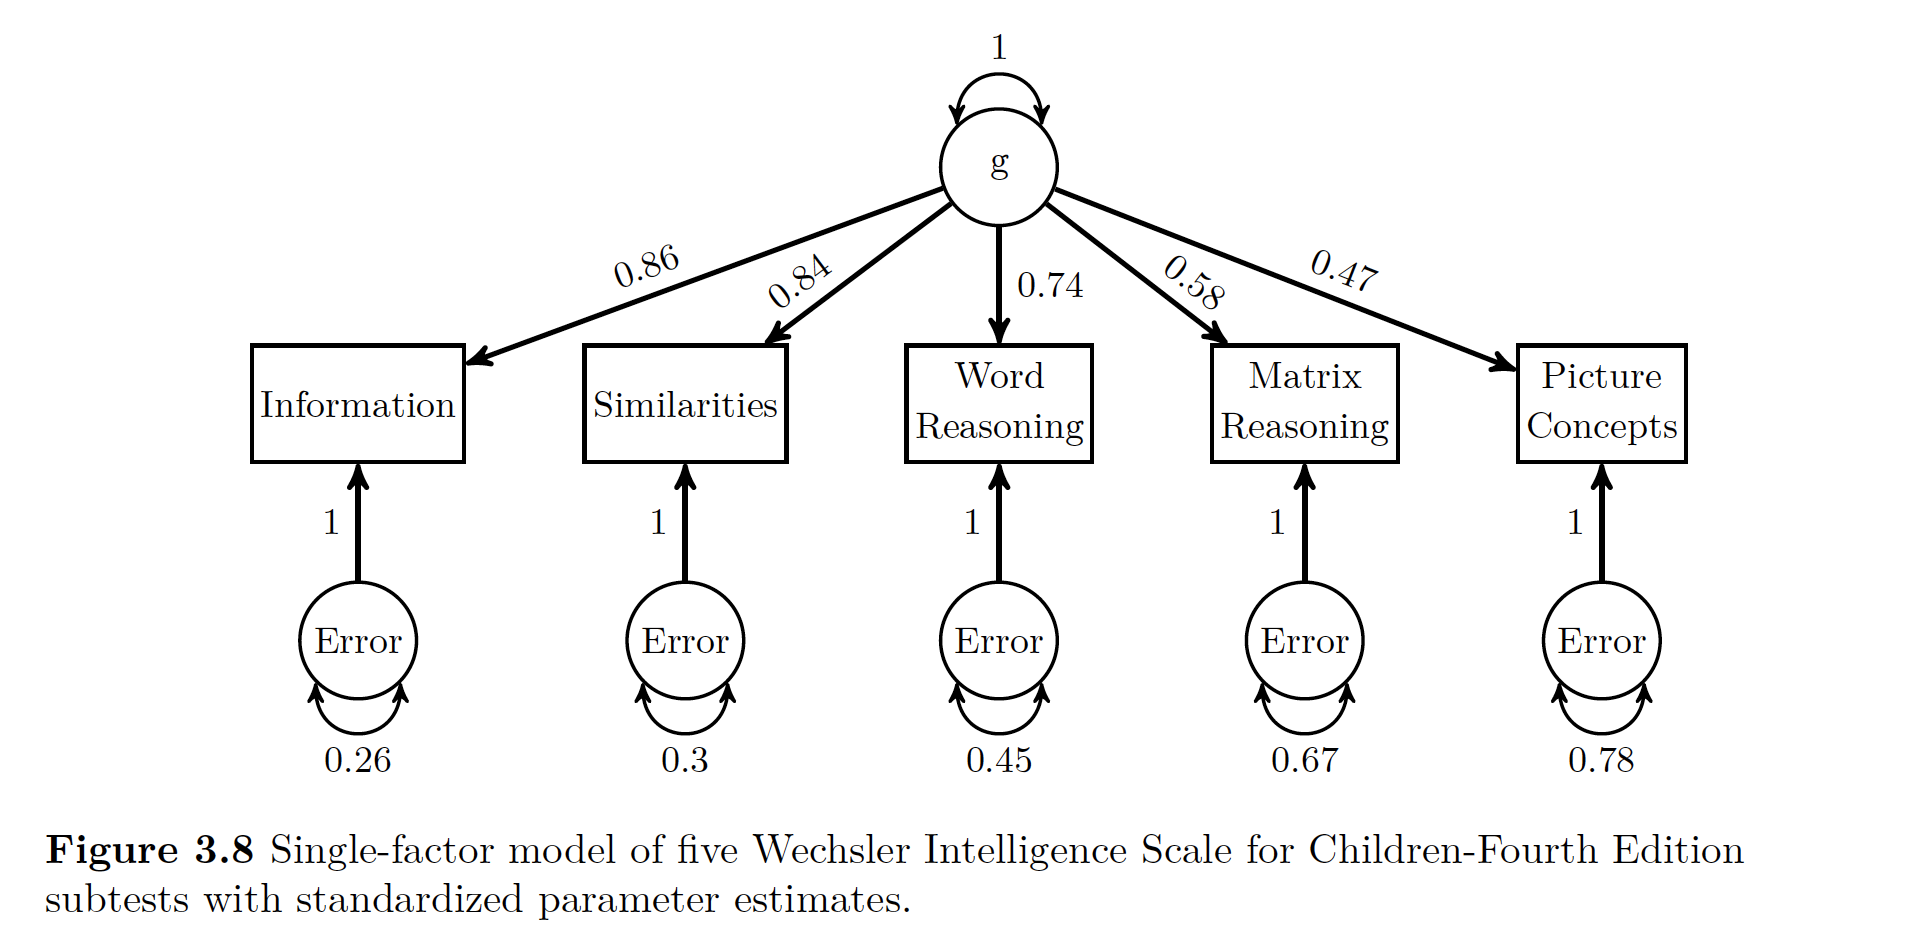 1
g
0.86
0.84
0.74
0.58
0.47
Information
Similarities
Word
Reasoning
Matrix
Reasoning
Picture
Concepts
1
1
1
1
1
Error
Error
Error
Error
Error
0.26
0.3
0.45
0.67
0.78
Figure 3.8 Single-factor model of five Wechsler Intelligence Scale for Children-Fourth Edition
subtests with standardized parameter estimates.